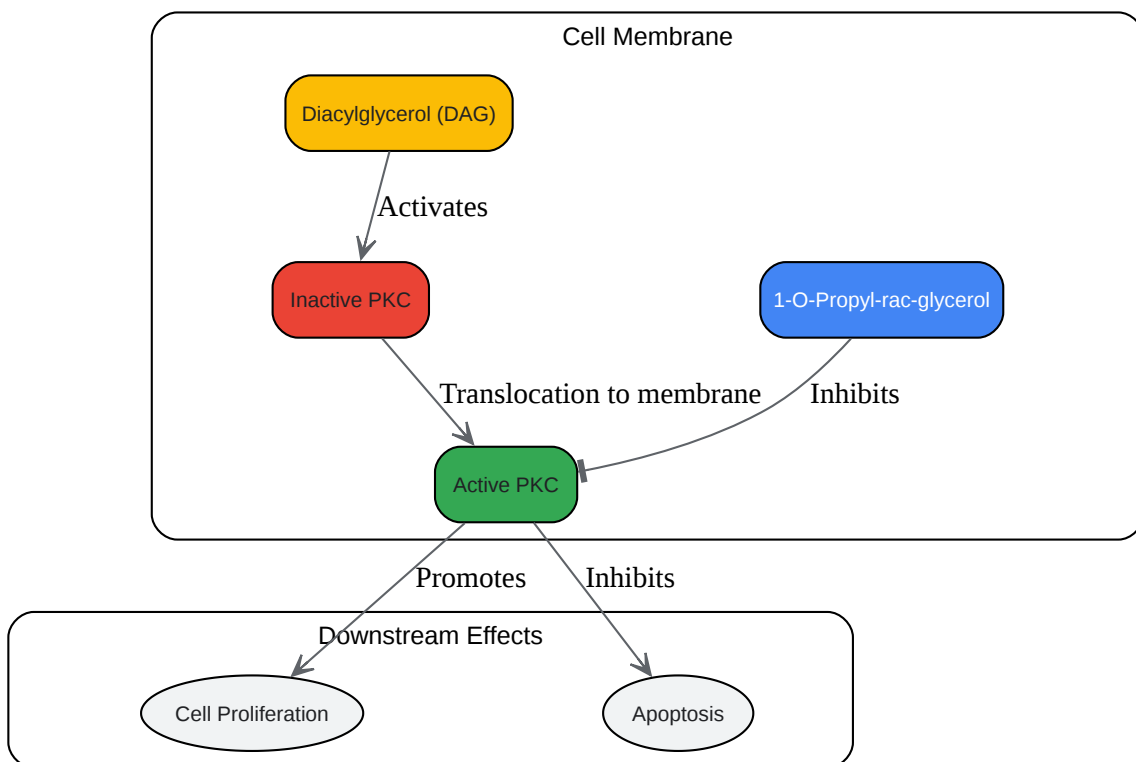 Cell Membrane
Diacylglycerol (DAG)
Activates
Inactive PKC
1-O-Propyl-rac-glycerol
Translocation to membrane
Inhibits
Active PKC
Promotes
Inhibits
Downstream Effects
Cell Proliferation
Apoptosis